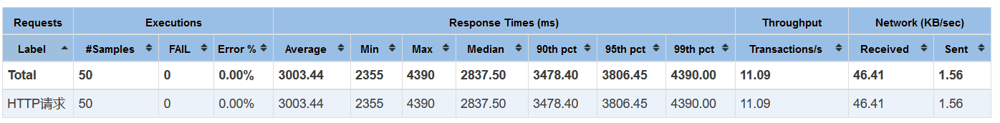 Requests Executions Response Times (ms) Throughput Network (KB/sec)
Label #Samples FAIL Error % Average Min Max Median 90th pct 95th pct 99th pct Transactions/s Received Sent
Total 50 0 0.00% 3003.44 2355 4390 2837.50 3478.40 3806.45 4390.00 11.09 46.41 1.56
HTTP请求 50 0 0.00% 3003.44 2355 4390 2837.50 3478.40 3806.45 4390.00 11.09 46.41 1.56